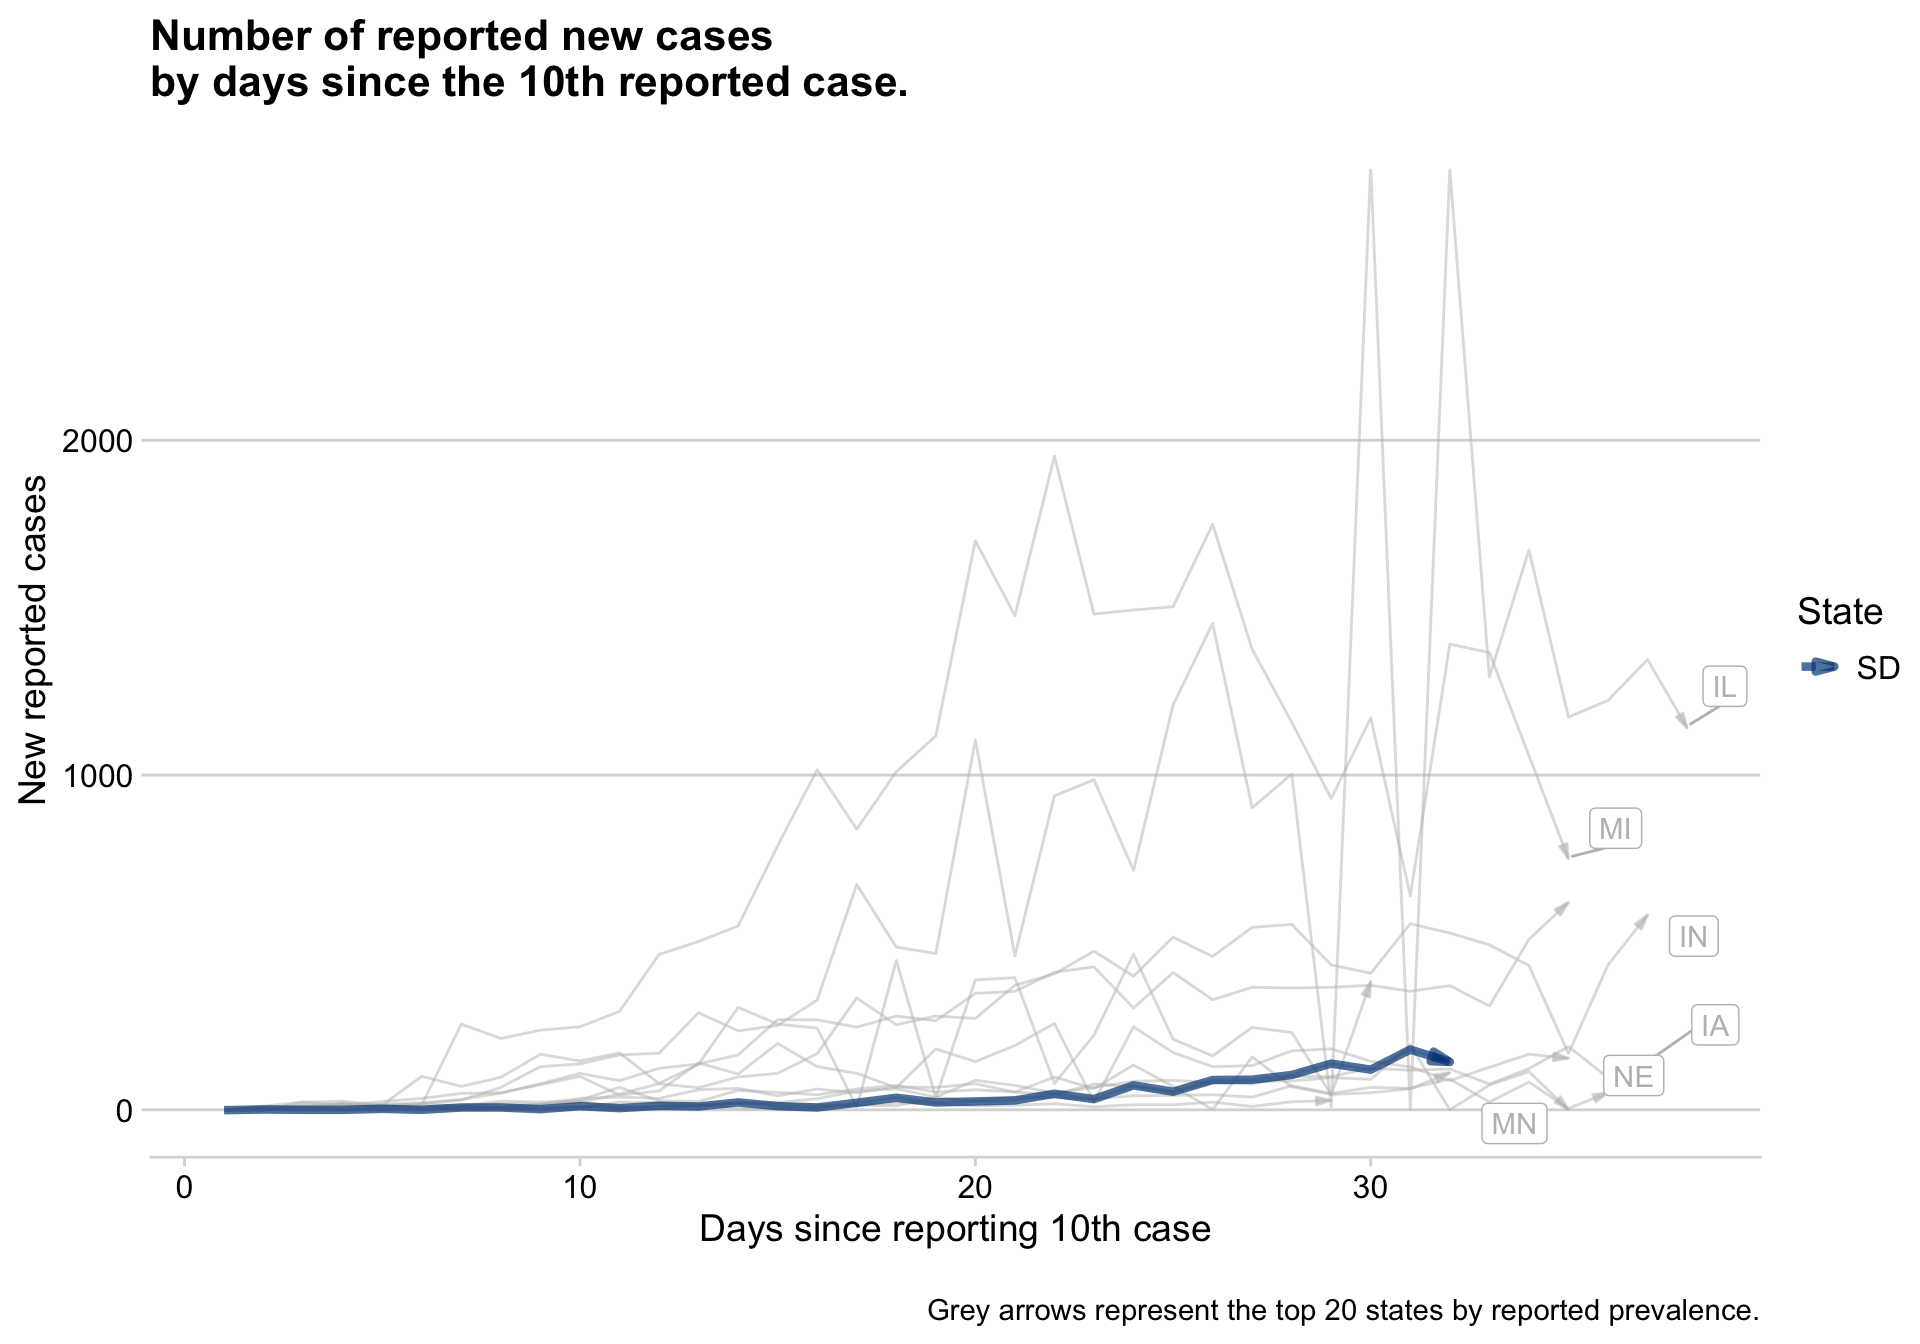 Number of reported new cases
by days since the 10th reported case.
New reported cases
2000
1000
0
IL
MI
IN
IA
NE
MN
State
SD
0
10
20
30
Days since reporting 10th case
Grey arrows represent the top 20 states by reported prevalence.